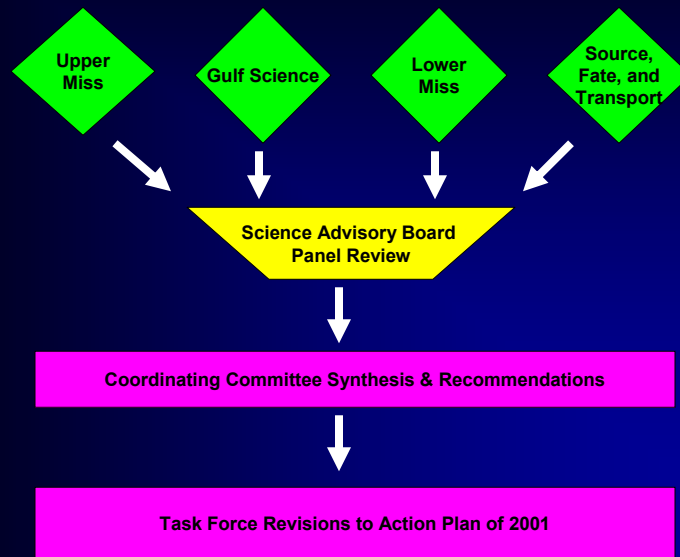 Upper
Miss
Gulf Science
Lower
Miss
Source,
Fate, and
Transport
Science Advisory Board
Panel Review
Coordinating Committee Synthesis & Recommendations
Task Force Revisions to Action Plan of 2001